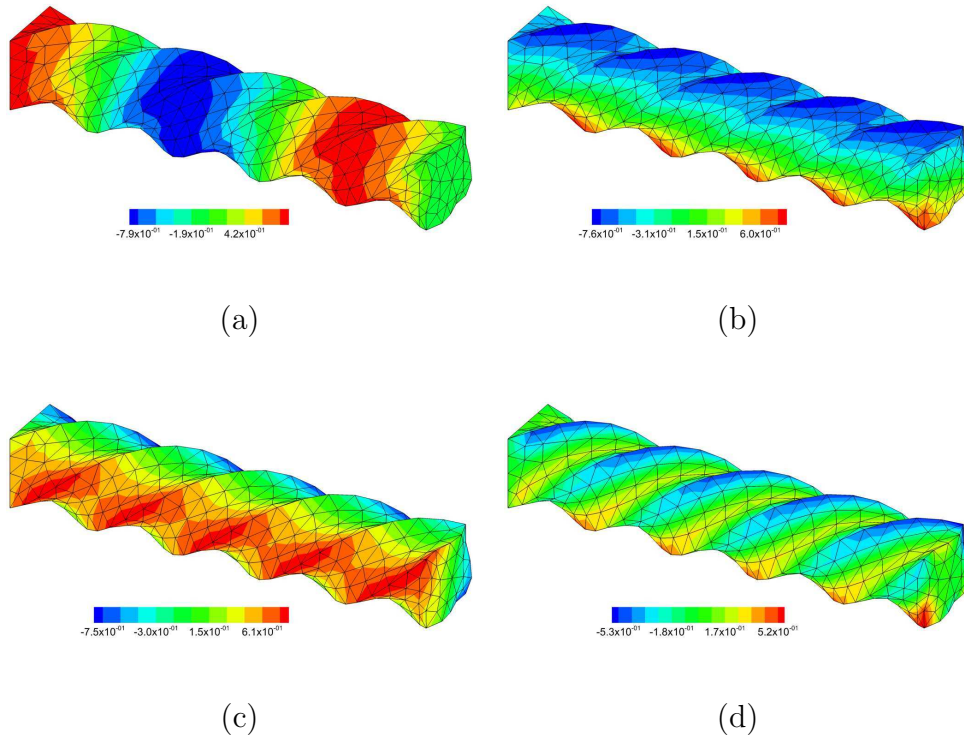 -7.9x10⁻⁰¹ -1.9x10⁻⁰¹ 4.2x10⁻⁰¹
-7.6x10⁻⁰¹ -3.1x10⁻⁰¹ 1.5x10⁻⁰¹ 6.0x10⁻⁰¹
(a)
(b)
-7.5x10⁻⁰¹ -3.0x10⁻⁰¹ 1.5x10⁻⁰¹ 6.1x10⁻⁰¹
-5.3x10⁻⁰¹ -1.8x10⁻⁰¹ 1.7x10⁻⁰¹ 5.2x10⁻⁰¹
(c)
(d)